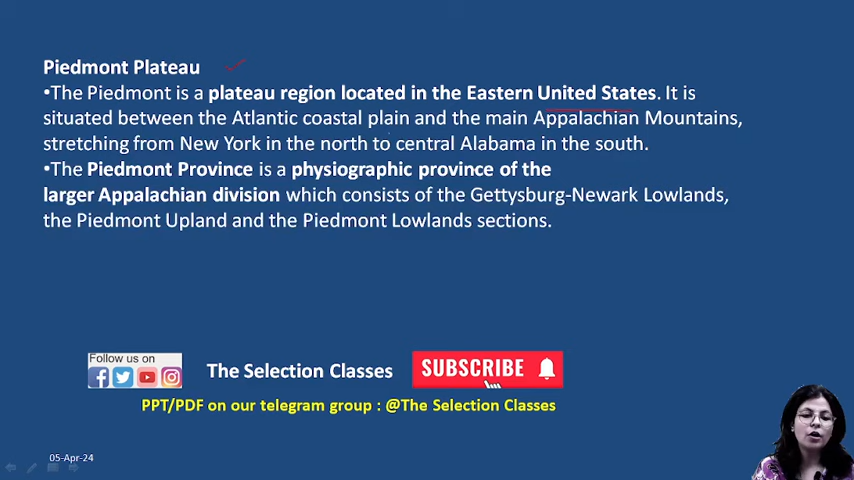 Piedmont Plateau
•The Piedmont is a plateau region located in the Eastern United States. It is
situated between the Atlantic coastal plain and the main Appalachian Mountains,
stretching from New York in the north to central Alabama in the south.
•The Piedmont Province is a physiographic province of the
larger Appalachian division which consists of the Gettysburg-Newark Lowlands,
the Piedmont Upland and the Piedmont Lowlands sections.
Follow us on
The Selection Classes
SUBSCRIBE
PPT/PDF on our telegram group : @The Selection Classes
05-Apr-24